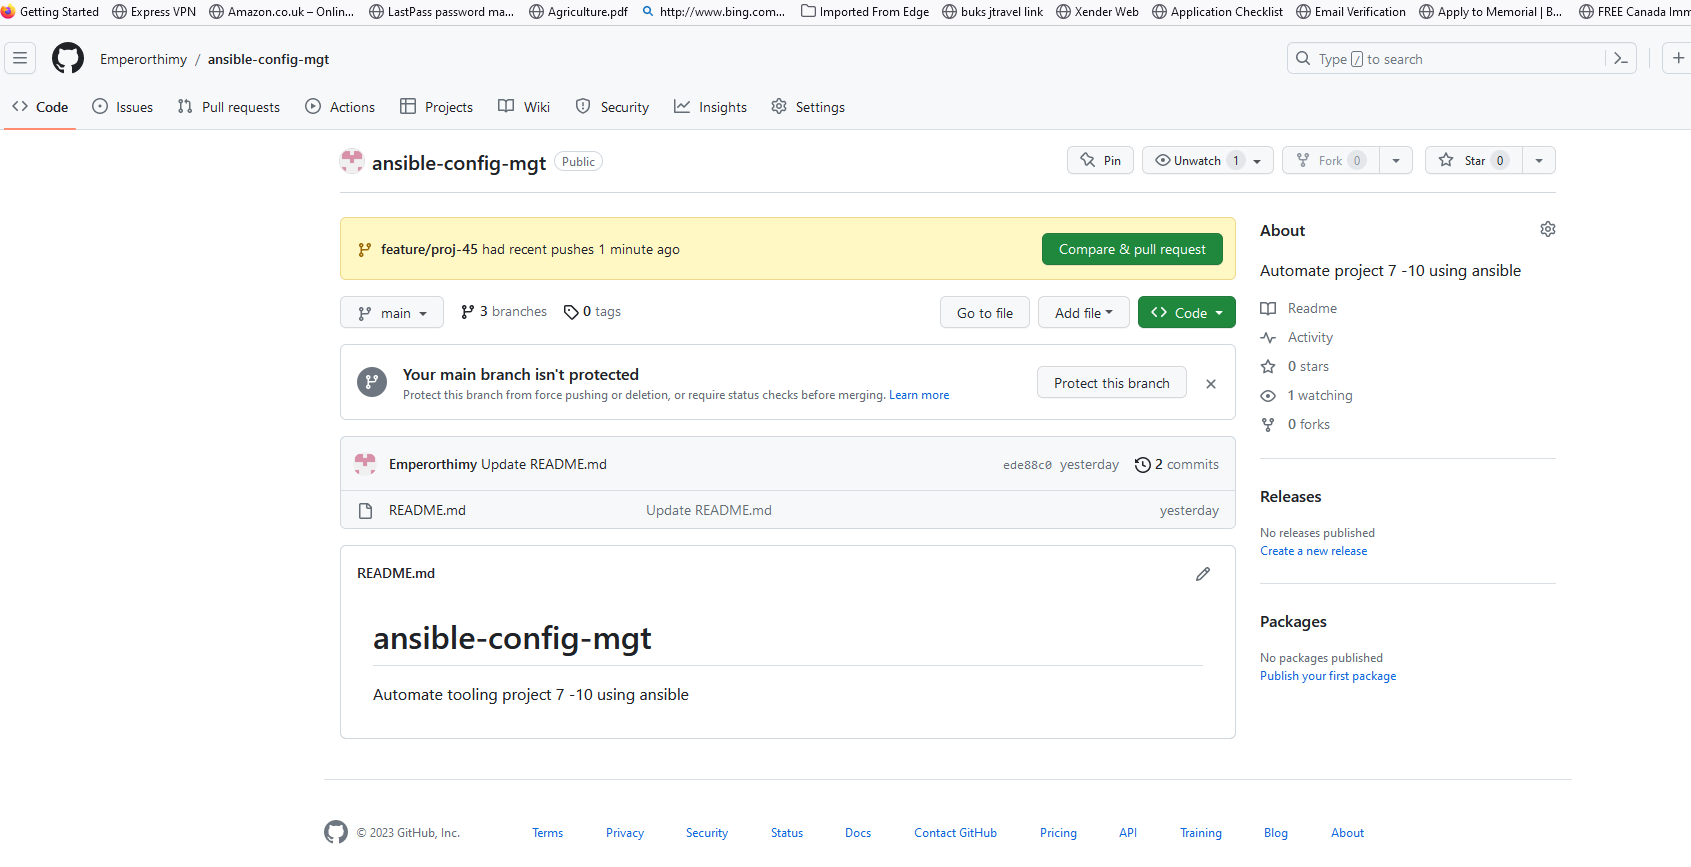 Getting Started Express VPN Amazon.co.uk – Onlin... LastPass password ma... Agriculture.pdf http://www.bing.com... Imported From Edge buks jtravel link Xender Web Application Checklist Email Verification Apply to Memorial | B... FREE Canada Imm
Emperorthimy / ansible-config-mgt Type / to search
Code Issues Pull requests Actions Projects Wiki Security Insights Settings
ansible-config-mgt Public Pin Unwatch 1 Fork 0 Star 0
feature/proj-45 had recent pushes 1 minute ago Compare & pull request
main 3 branches 0 tags Go to file Add file Code
Your main branch isn't protected
Protect this branch from force pushing or deletion, or require status checks before merging. Learn more
Protect this branch
Emperorthimy Update README.md ede88c0 yesterday 2 commits
README.md Update README.md yesterday
README.md
ansible-config-mgt
Automate tooling project 7 -10 using ansible
About
Automate project 7 -10 using ansible
Readme
Activity
0 stars
1 watching
0 forks
Releases
No releases published
Create a new release
Packages
No packages published
Publish your first package
© 2023 GitHub, Inc. Terms Privacy Security Status Docs Contact GitHub Pricing API Training Blog About